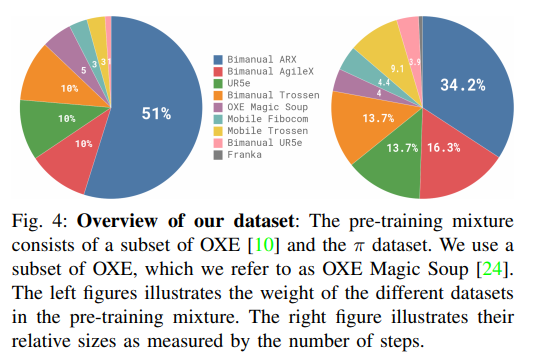 51%
10%
10%
10%
5
3
3
1
Bimanual ARX
Bimanual AgileX
UR5e
Bimanual Trossen
OXE Magic Soup
Mobile Fibocom
Mobile Trossen
Bimanual UR5e
Franka
34.2%
16.3%
13.7%
13.7%
4
4.4
9.1
3.9
Fig. 4: Overview of our dataset: The pre-training mixture
consists of a subset of OXE [10] and the π dataset. We use a
subset of OXE, which we refer to as OXE Magic Soup [24].
The left figures illustrates the weight of the different datasets
in the pre-training mixture. The right figure illustrates their
relative sizes as measured by the number of steps.